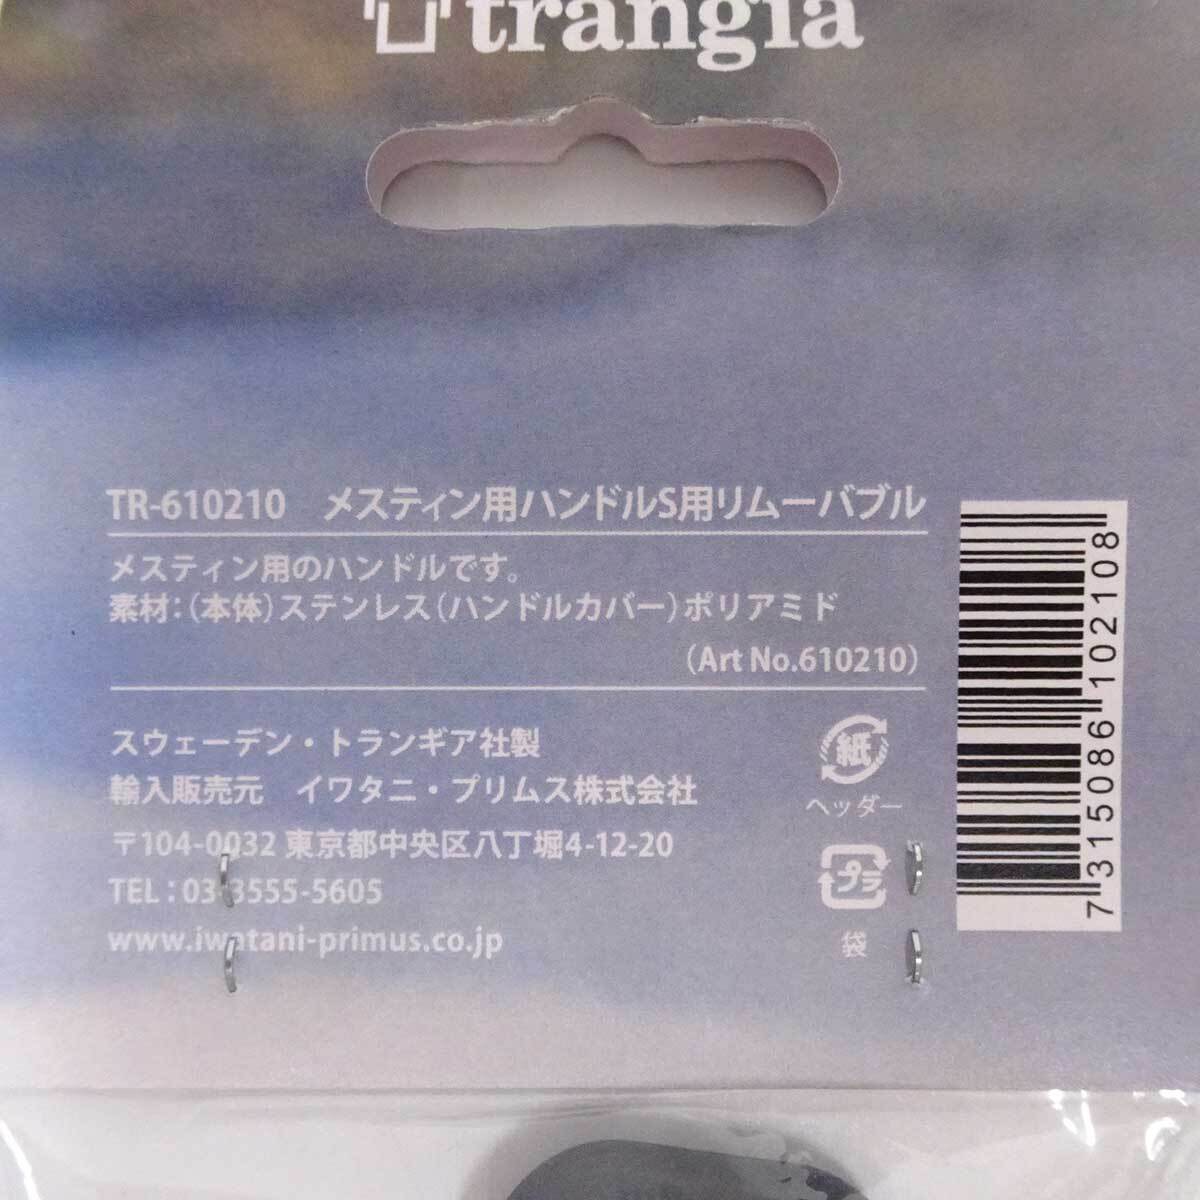 trangia
TR-610210 メスティン用ハンドルS用リムーバブル
メスティン用のハンドルです。
素材：（本体）ステンレス（ハンドルカバー）ポリアミド
（Art No.610210）
スウェーデン・トランギア社製
輸入販売元 イワタニ・プリムス株式会社
〒104-0032 東京都中央区八丁堀4-12-20
TEL：03-3555-5605
www.iwatani-primus.co.jp
紙
ヘッダー
プラ
袋
7315086102108